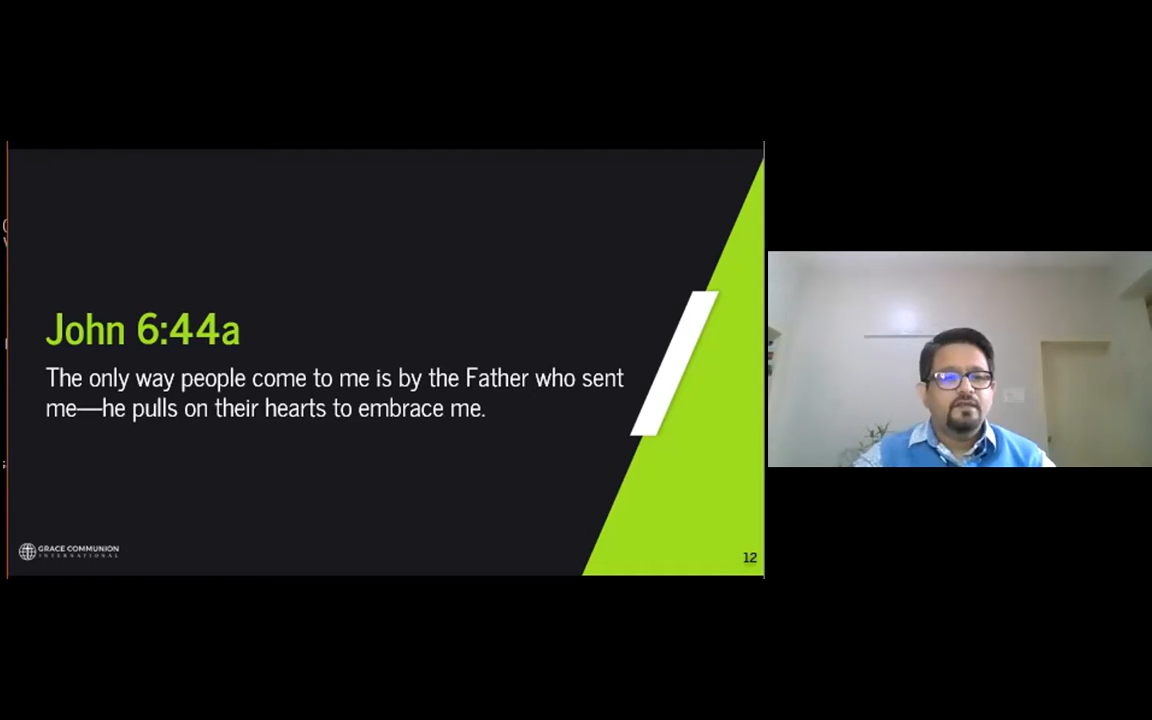 John 6:44a
The only way people come to me is by the Father who sent
me—he pulls on their hearts to embrace me.
GRACE COMMUNION
INTERNATIONAL
12